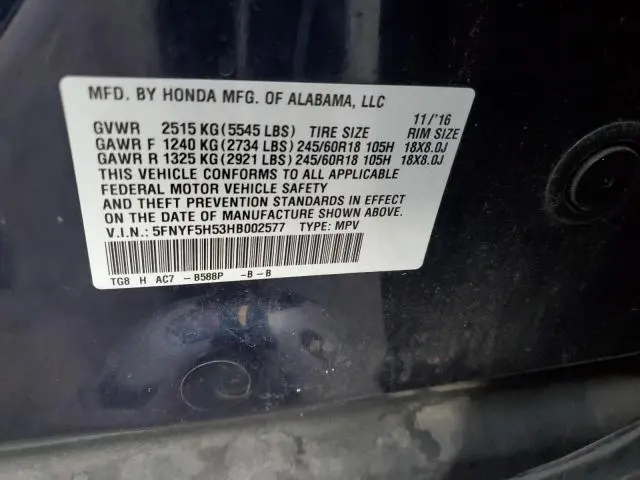 MFD. BY HONDA MFG. OF ALABAMA, LLC
11/'16
GVWR 2515 KG(5545 LBS) TIRE SIZE RIM SIZE
GAWR F 1240 KG(2734 LBS)245/60R18 105H 18X8.0J
GAWR R 1325 KG(2921 LBS)245/60R18 105H 18X8.0J
THIS VEHICLE CONFORMS TO ALL APPLICABLE
FEDERAL MOTOR VEHICLE SAFETY
AND THEFT PREVENTION STANDARDS IN EFFECT
ON THE DATE OF MANUFACTURE SHOWN ABOVE.
V.I.N.: 5FNYF5H53HB002577 TYPE: MPV
TG8 H AC7 -B588P -B-B